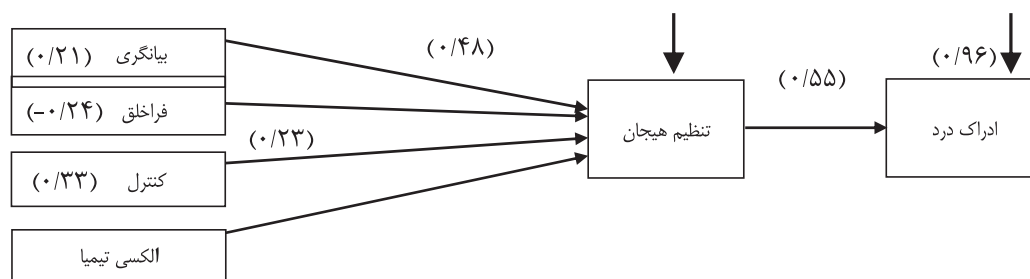 بیانگری (۰/۲۱)
(۰/۴۸)
(۰/۹۶)
(۰/۵۵)
فراخلق (-۰/۲۴)
تنظیم هیجان
ادراک درد
(۰/۲۳)
کنترل (۰/۳۳)
الکسی تیمیا